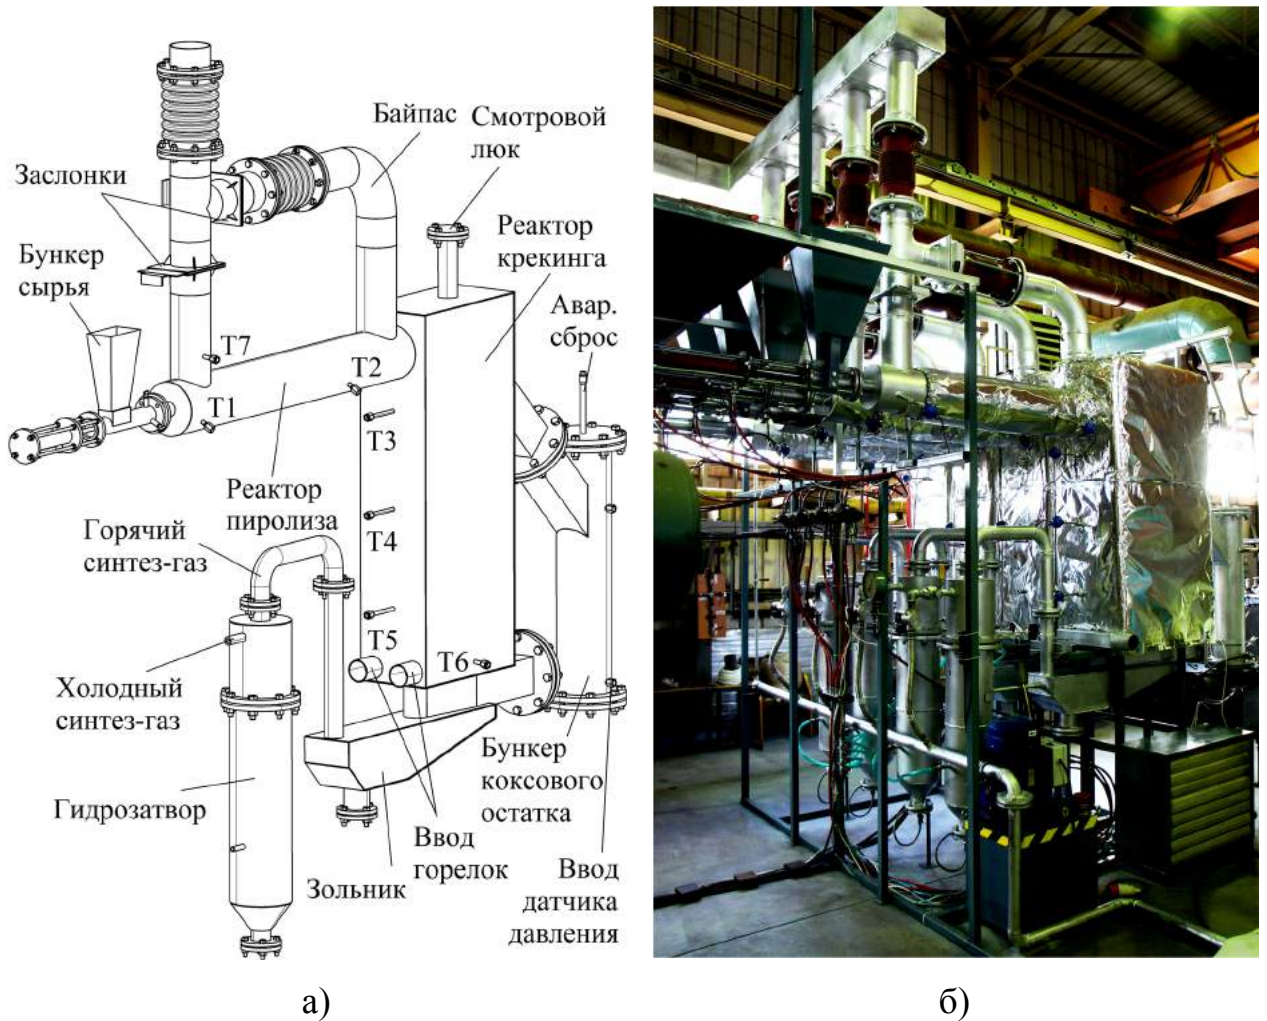 Байпас
Смотровой
люк
Заслонки
Бункер
сырья
Реактор
крекинга
Авар.
сброс
T7
T2
T1
T3
Реактор
пиролиза
T4
Горячий
синтез-газ
T5
T6
Холодный
синтез-газ
Бункер
коксового
остатка
Гидрозатвор
Ввод
горелок
Зольник
Ввод
датчика
давления
а)
б)